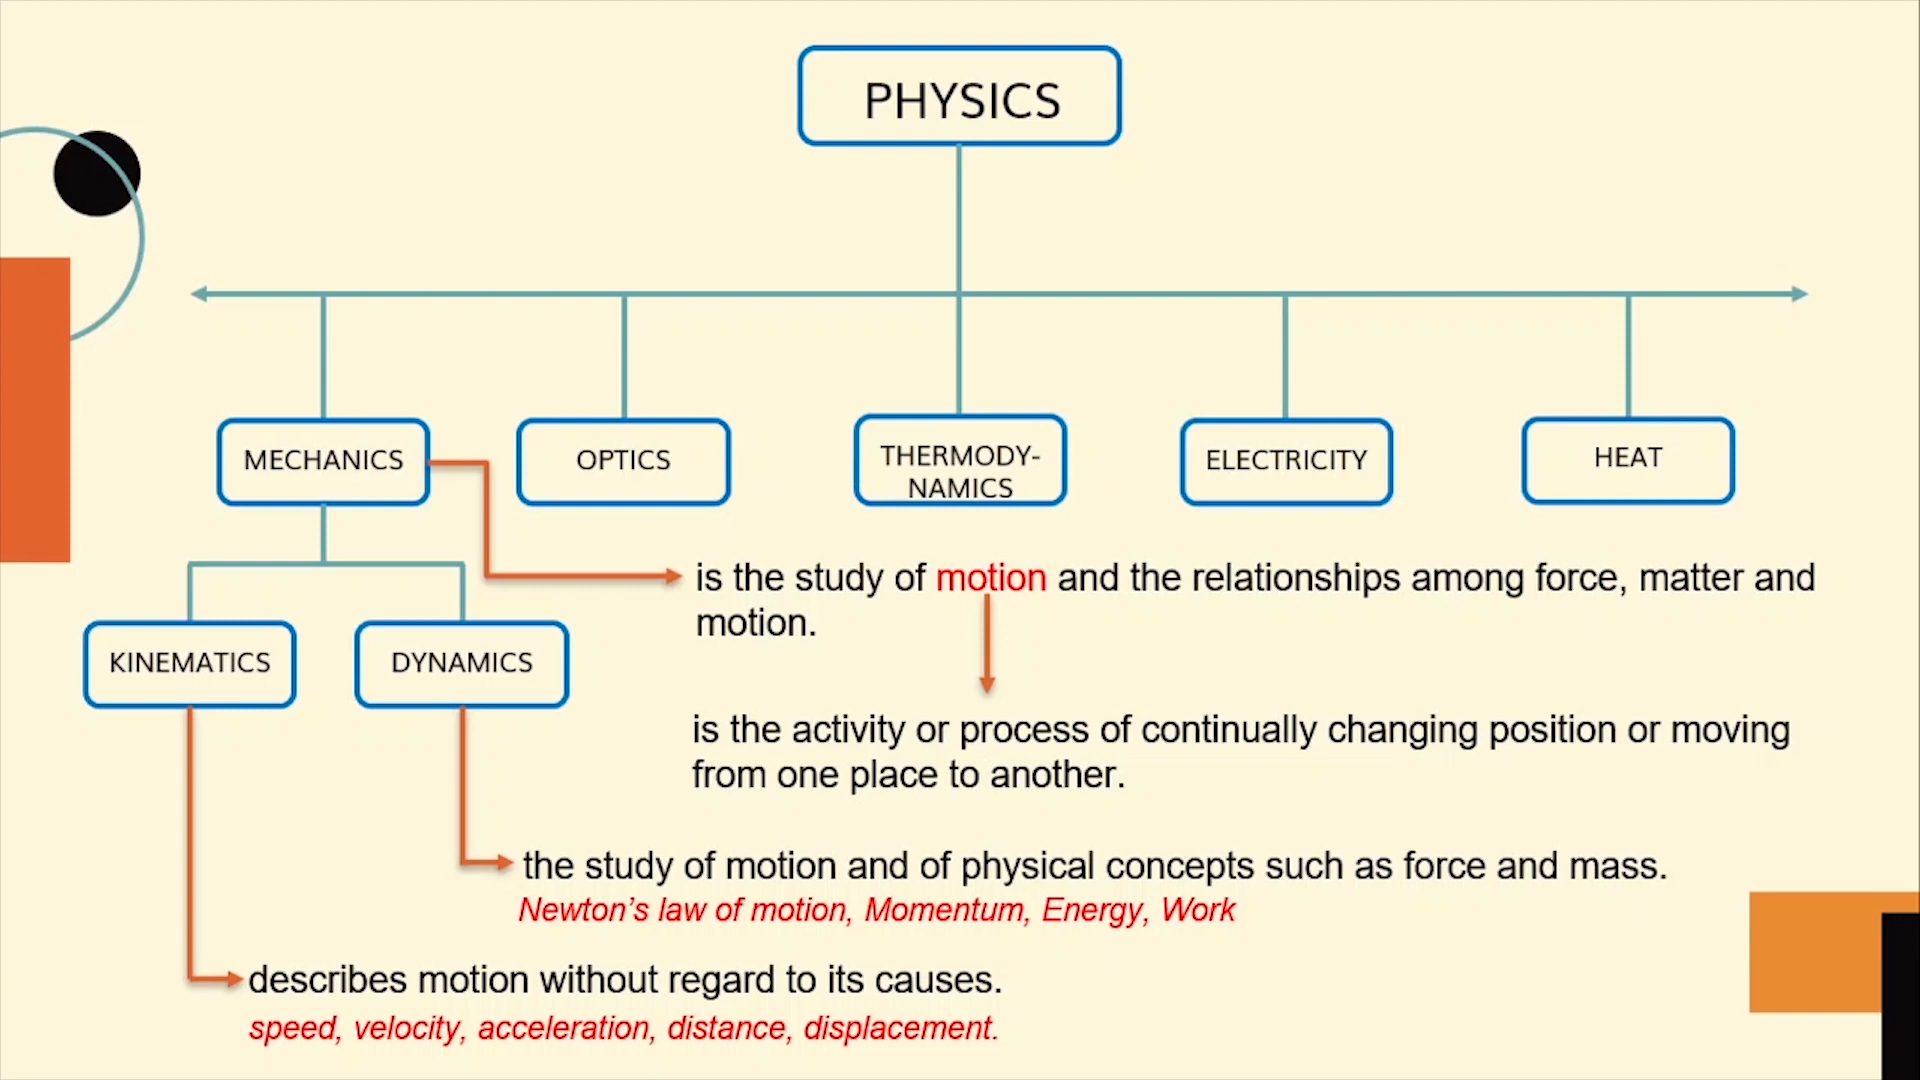 PHYSICS
MECHANICS
OPTICS
THERMODY-
NAMICS
ELECTRICITY
HEAT
is the study of motion and the relationships among force, matter and
motion.
KINEMATICS
DYNAMICS
is the activity or process of continually changing position or moving
from one place to another.
the study of motion and of physical concepts such as force and mass.
Newton’s law of motion, Momentum, Energy, Work
describes motion without regard to its causes.
speed, velocity, acceleration, distance, displacement.